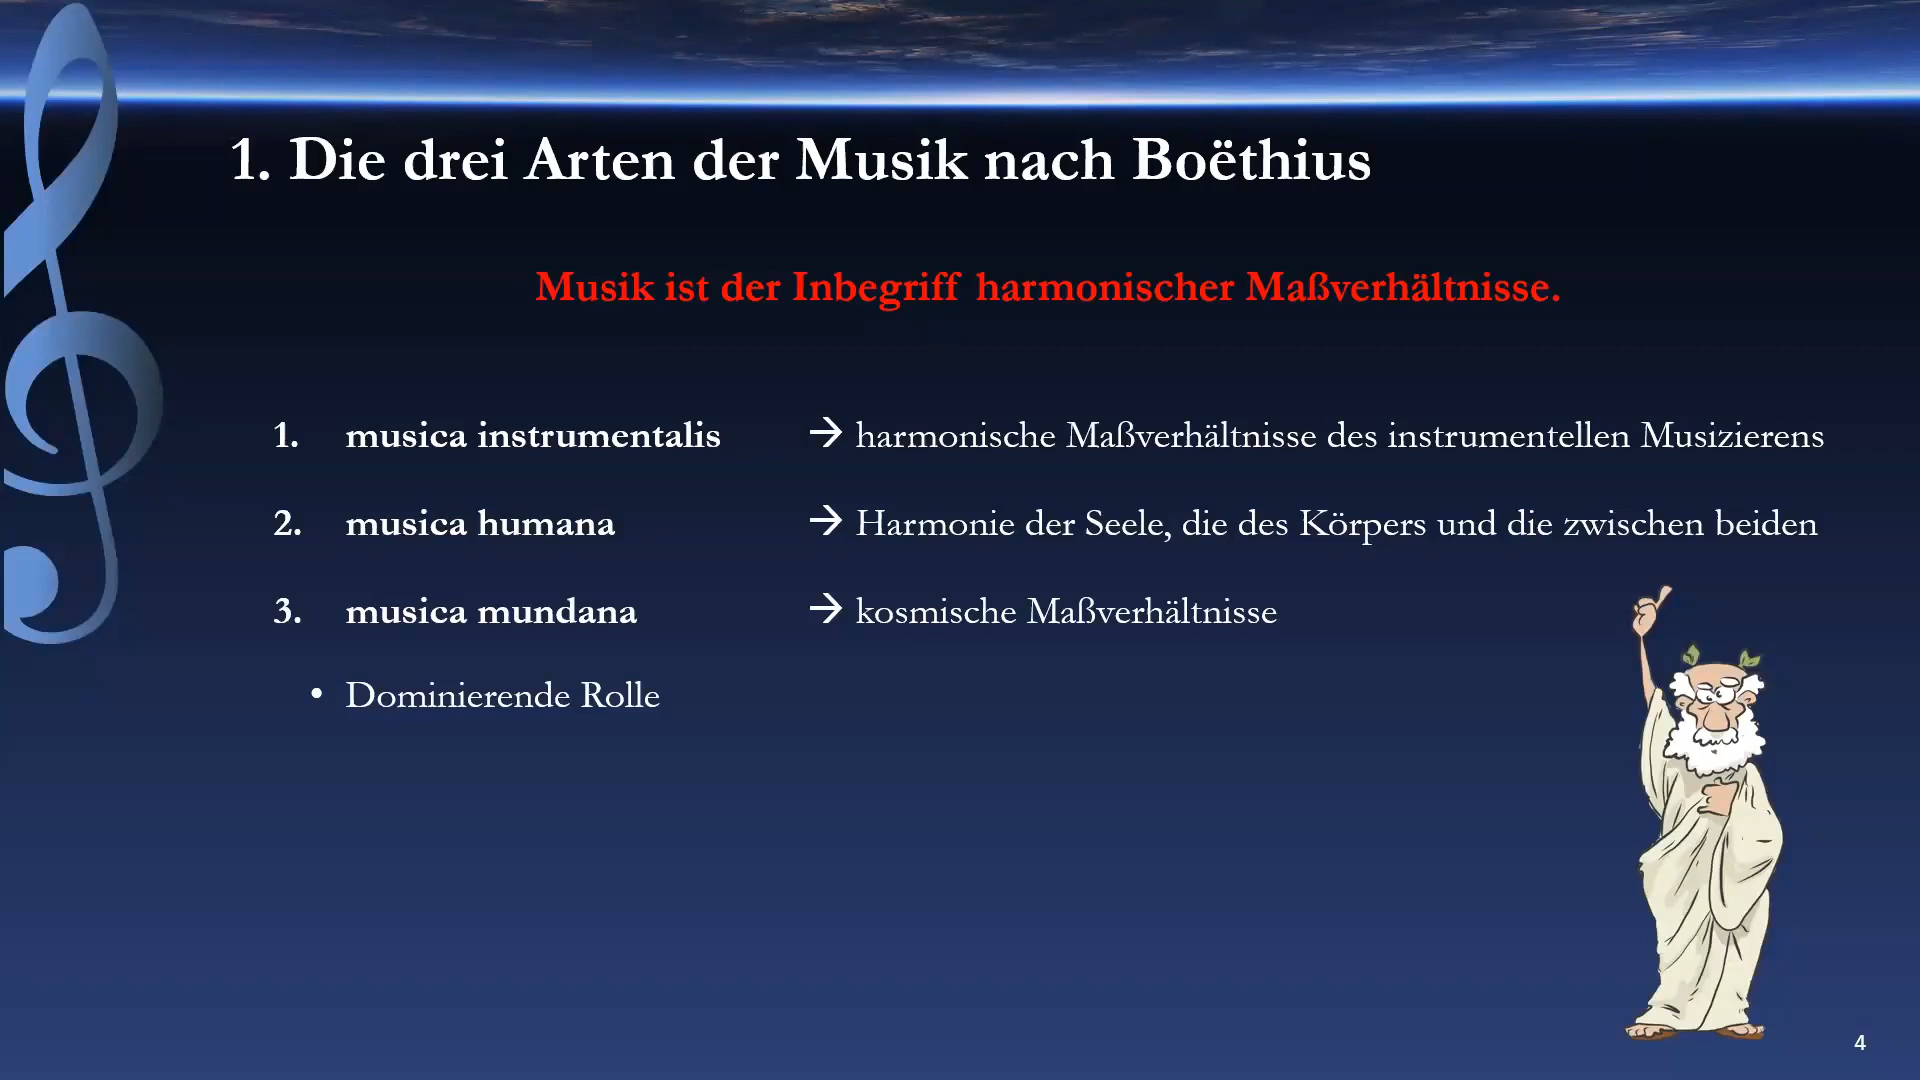 1. Die drei Arten der Musik nach Boëthius
Musik ist der Inbegriff harmonischer Maßverhältnisse.
1. musica instrumentalis → harmonische Maßverhältnisse des instrumentellen Musizierens
2. musica humana → Harmonie der Seele, die des Körpers und die zwischen beiden
3. musica mundana → kosmische Maßverhältnisse
• Dominierende Rolle
4